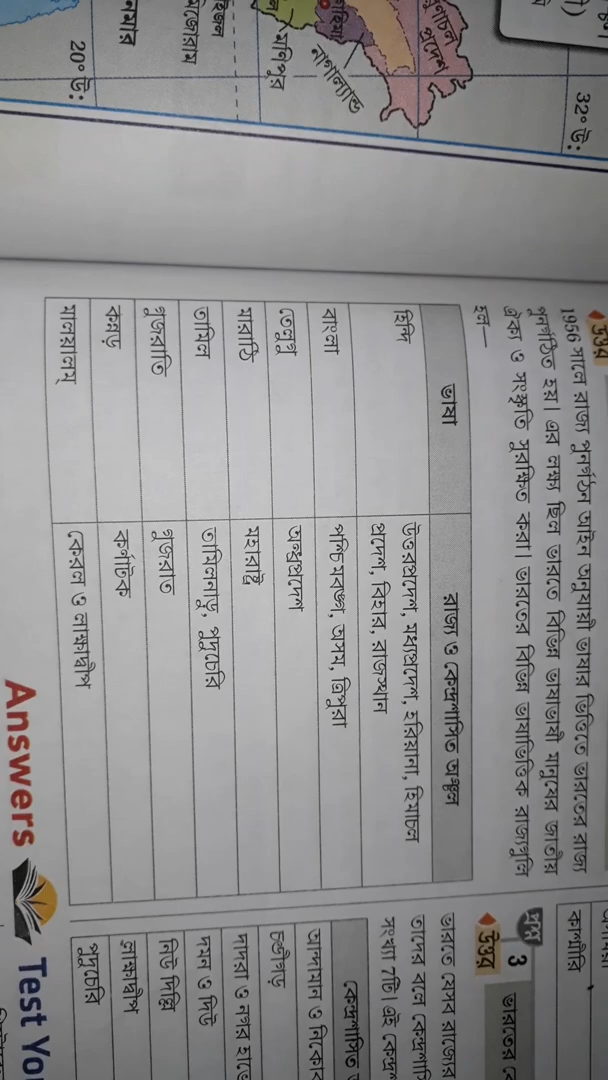 32° উ:
প্রদেশ
নাগাল্যান্ড
মণিপুর
মিজোরাম
20° উ:
উত্তর
1956 সালে রাজ্য পুনর্গঠন আইন অনুযায়ী ভাষার ভিত্তিতে ভারতের রাজ্য
পুনর্গঠিত হয়। এর লক্ষ্য ছিল ভারতে বিভিন্ন ভাষাভাষী মানুষের জাতীয়
ঐক্য ও সংস্কৃতি সুরক্ষিত করা। ভারতের বিভিন্ন ভাষাভিত্তিক রাজ্যগুলি
হল—
ভাষা রাজ্য ও কেন্দ্রশাসিত অঞ্চল
হিন্দি উত্তরপ্রদেশ, মধ্যপ্রদেশ, হরিয়ানা, হিমাচল
প্রদেশ, বিহার, রাজস্থান
বাংলা পশ্চিমবঙ্গ, অসম, ত্রিপুরা
তেলুগু অন্ধ্রপ্রদেশ
মারাঠি মহারাষ্ট্র
তামিল তামিলনাড়ু, পুদুচেরি
গুজরাতি গুজরাত
কন্নড় কর্ণাটক
মালয়ালম্ কেরল ও লাক্ষাদ্বীপ
Answers Test
কাশ্মীর
প্রশ্ন 3 ভারতের
উত্তর
ভারতে যেসব রাজ্যের
তাদের বলে
সংখ্যা 7টি। এই
কেন্দ্রশাসিত
আন্দামান ও
চণ্ডীগড়
দাদরা ও নগর
দমন ও দিউ
নিউ দিল্লি
লাক্ষাদ্বীপ
পুদুচেরি